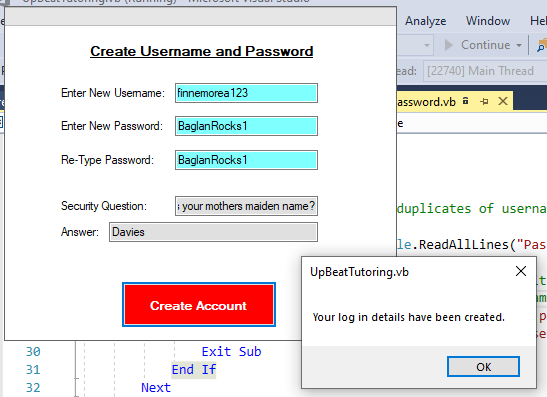 UpBeatTutoring.vb (Running) - Microsoft Visual Studio
Analyze Window Help
Continue
ead: [22740] Main Thread
assword.vb
Create Username and Password
Enter New Username: finnemorea123
Enter New Password: BaglanRocks1
Re-Type Password: BaglanRocks1
Security Question: s your mothers maiden name?
Answer: Davies
Create Account
duplicates of userna
le.ReadAllLines("Pas
UpBeatTutoring.vb
Your log in details have been created.
OK
30 Exit Sub
31 End If
32 Next